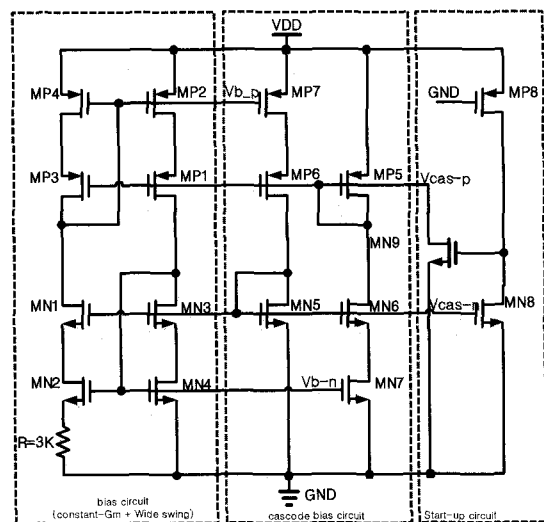 VDD
MP4
MP2
Vb_p
MP7
GND
MP8
MP3
MP1
MP6
MP5
Vcas-p
MN9
MN1
MN3
MN5
MN6
Vcas-n
MN8
MN2
MN4
Vb-n
MN7
R=3K
GND
bias circuit
(constant-Gm + Wide swing)
cascode bias circuit
Start-up circuit